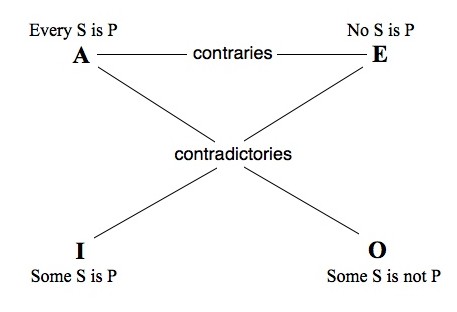 Every S is P
No S is P
A
contraries
E
contradictories
I
O
Some S is P
Some S is not P